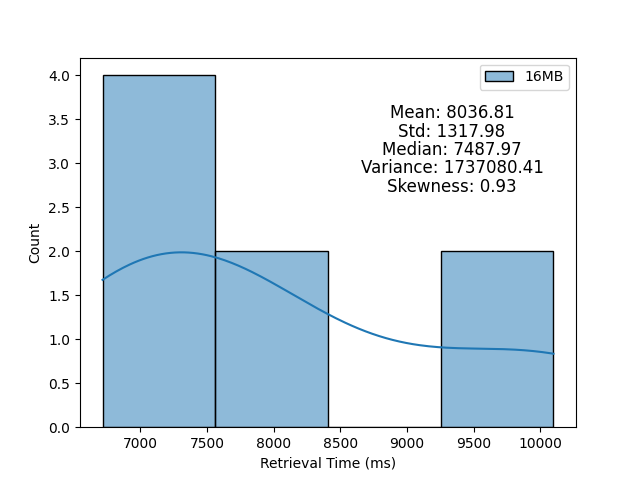 16MB
Mean: 8036.81
Std: 1317.98
Median: 7487.97
Variance: 1737080.41
Skewness: 0.93
Count
4.0
3.5
3.0
2.5
2.0
1.5
1.0
0.5
0.0
7000 7500 8000 8500 9000 9500 10000
Retrieval Time (ms)